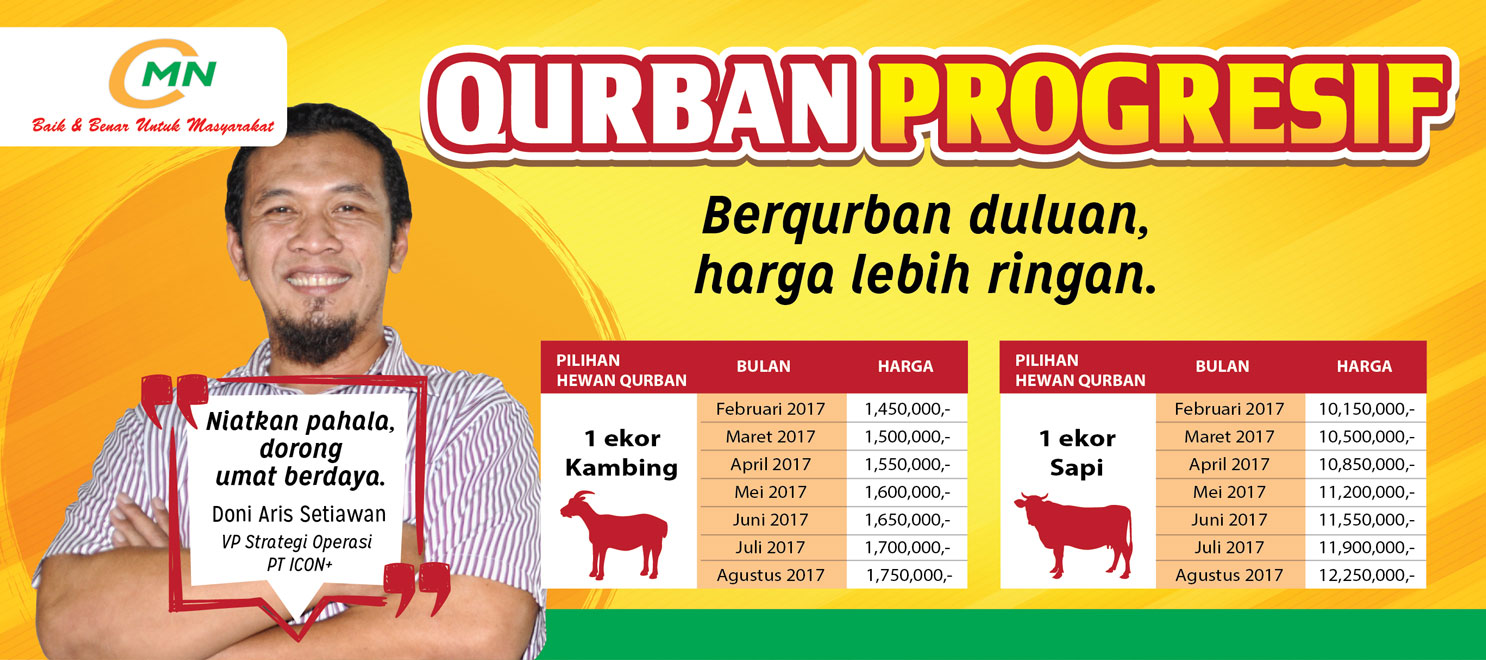 CMN
Baik & Benar Untuk Masyarakat
QURBAN PROGRESIF
Berqurban duluan,
harga lebih ringan.
Niatkan pahala,
dorong
umat berdaya.
Doni Aris Setiawan
VP Strategi Operasi
PT ICON+
PILIHAN
HEWAN QURBAN
BULAN
HARGA
1 ekor
Kambing
Februari 2017 1,450,000,-
Maret 2017 1,500,000,-
April 2017 1,550,000,-
Mei 2017 1,600,000,-
Juni 2017 1,650,000,-
Juli 2017 1,700,000,-
Agustus 2017 1,750,000,-
PILIHAN
HEWAN QURBAN
BULAN
HARGA
1 ekor
Sapi
Februari 2017 10,150,000,-
Maret 2017 10,500,000,-
April 2017 10,850,000,-
Mei 2017 11,200,000,-
Juni 2017 11,550,000,-
Juli 2017 11,900,000,-
Agustus 2017 12,250,000,-